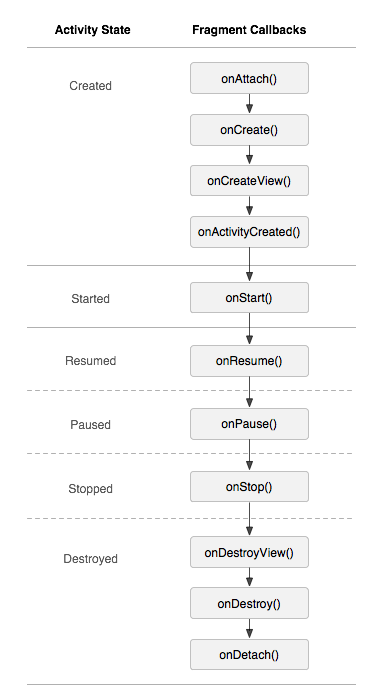 Activity State Fragment Callbacks
Created
onAttach()
onCreate()
onCreateView()
onActivityCreated()
Started
onStart()
Resumed
onResume()
Paused
onPause()
Stopped
onStop()
Destroyed
onDestroyView()
onDestroy()
onDetach()